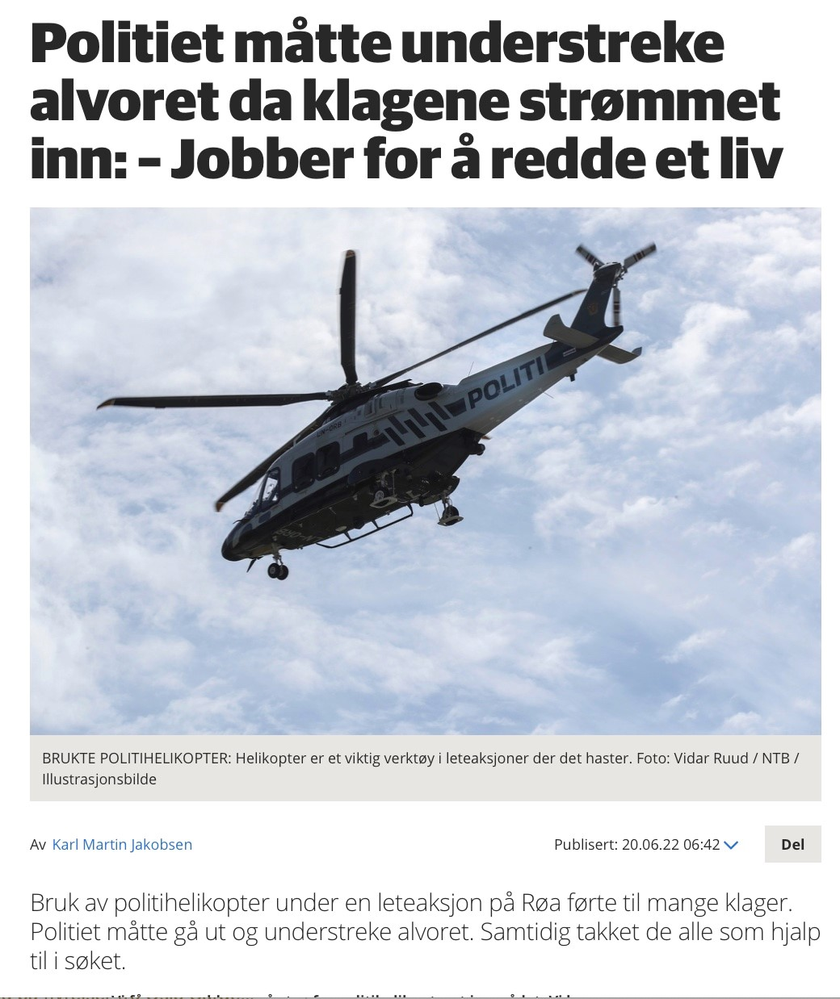 Politiet måtte understreke
alvoret da klagene strømmet
inn: – Jobber for å redde et liv
POLITI
LN-ORB
BRUKTE POLITIHELIKOPTER: Helikopter er et viktig verktøy i leteaksjoner der det haster. Foto: Vidar Ruud / NTB /
Illustrasjonsbilde
Av Karl Martin Jakobsen
Publisert: 20.06.22 06:42
Del
Bruk av politihelikopter under en leteaksjon på Røa førte til mange klager.
Politiet måtte gå ut og understreke alvoret. Samtidig takket de alle som hjalp
til i søket.